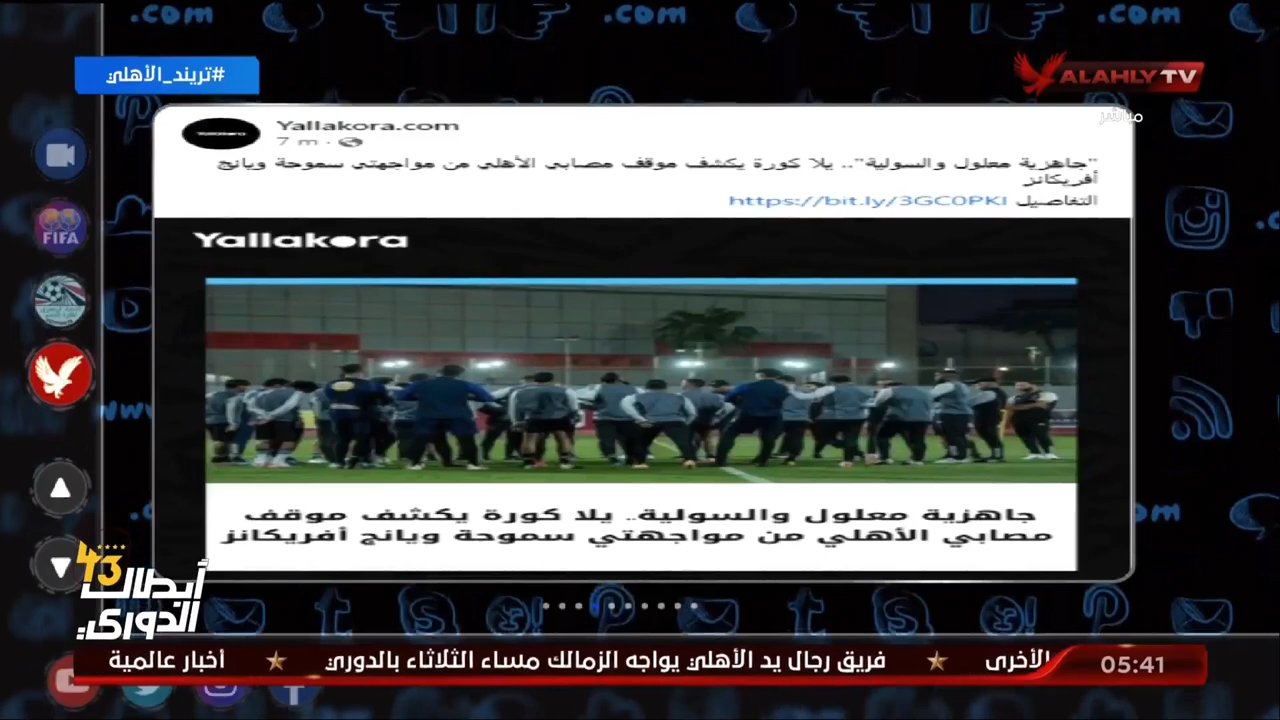 #تريند_الأهلي
ALAHLY TV
مباشر
Yallakora.com
7 m
"جاهزية معلول والسولية".. يلا كورة يكشف موقف مصابي الأهلي من مواجهتي سموحة ويانج
أفريكانز
التفاصيل https://bit.ly/3GC0PKI
Yallakora
FIFA
جاهزية معلول والسولية.. يلا كورة يكشف موقف
مصابي الأهلي من مواجهتي سموحة ويانج أفريكانز
43
أبطال
الدوري
الأخرى ★ فريق رجال يد الأهلي يواجه الزمالك مساء الثلاثاء بالدوري ★ أخبار عالمية
05:41